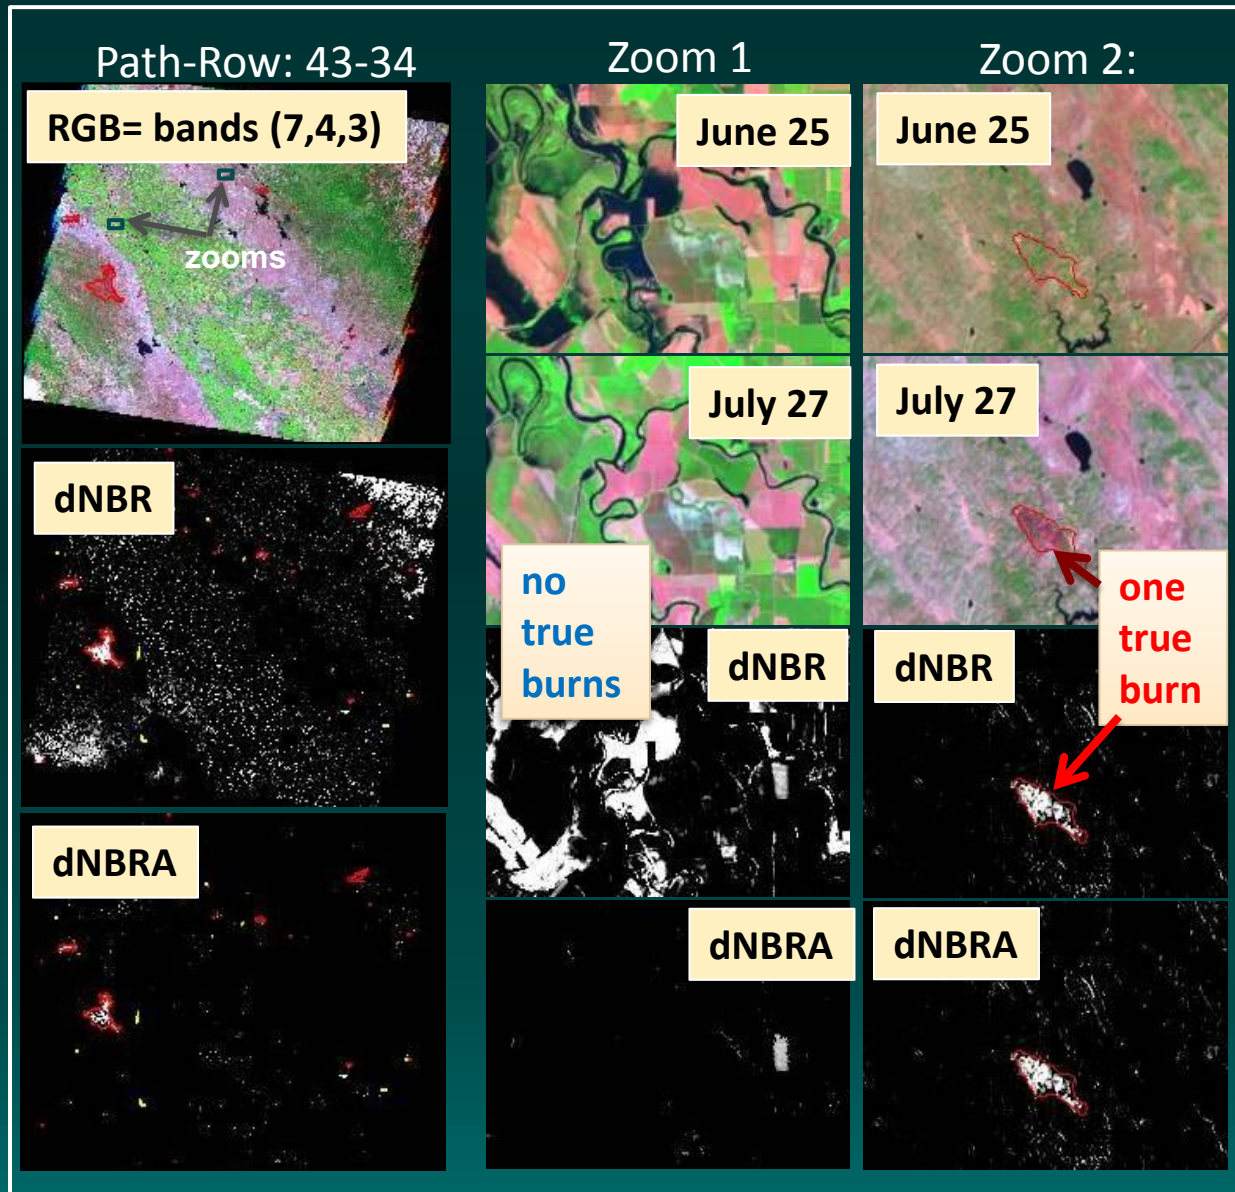 Path-Row: 43-34
RGB= bands (7,4,3)
zooms
dNBR
dNBRA
Zoom 1
June 25
July 27
no
true
burns
dNBR
dNBRA
Zoom 2:
June 25
July 27
one
true
burn
dNBR
dNBRA